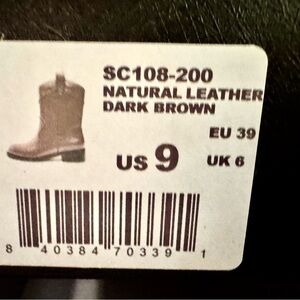 SC108-200
NATURAL LEATHER
DARK BROWN
EU 39
US 9 UK 6
8 40384 70339 1